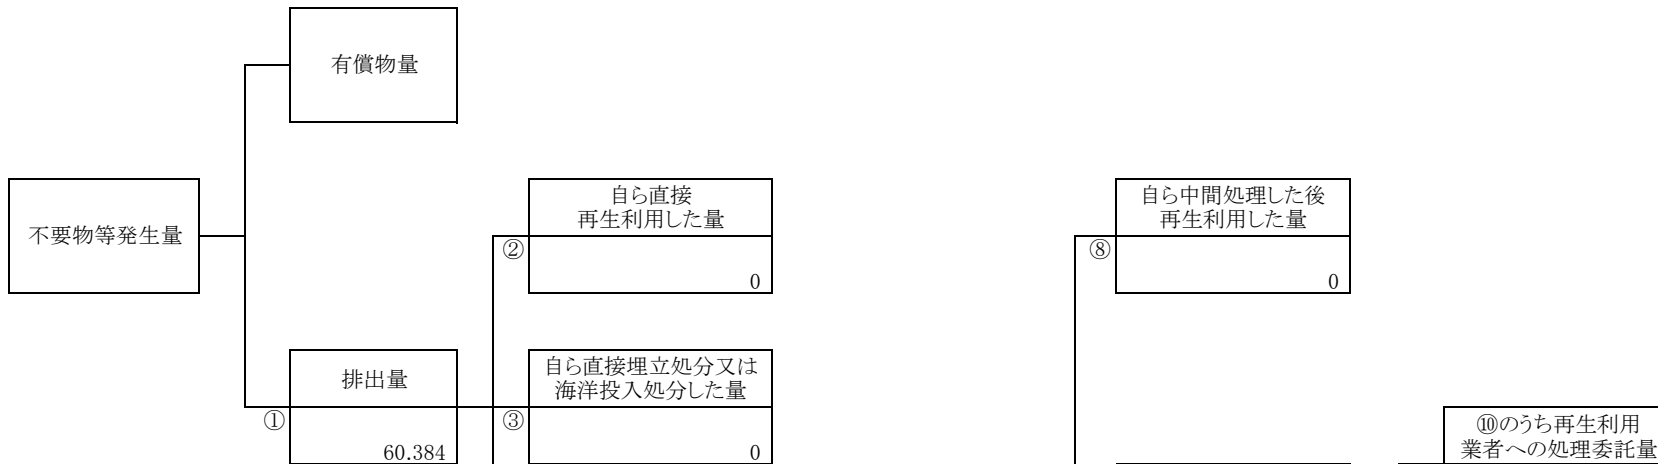 有償物量
不要物等発生量
自ら直接
再生利用した量
②
0
自ら中間処理した後
再生利用した量
⑧
0
排出量
①
60.384
自ら直接埋立処分又は
海洋投入処分した量
③
0
⑩のうち再生利用
業者への処理委託量